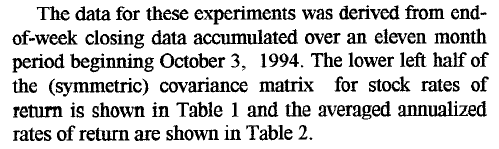 The data for these experiments was derived from end-
of-week closing data accumulated over an eleven month
period beginning October 3, 1994. The lower left half of
the (symmetric) covariance matrix for stock rates of
return is shown in Table 1 and the averaged annualized
rates of return are shown in Table 2.